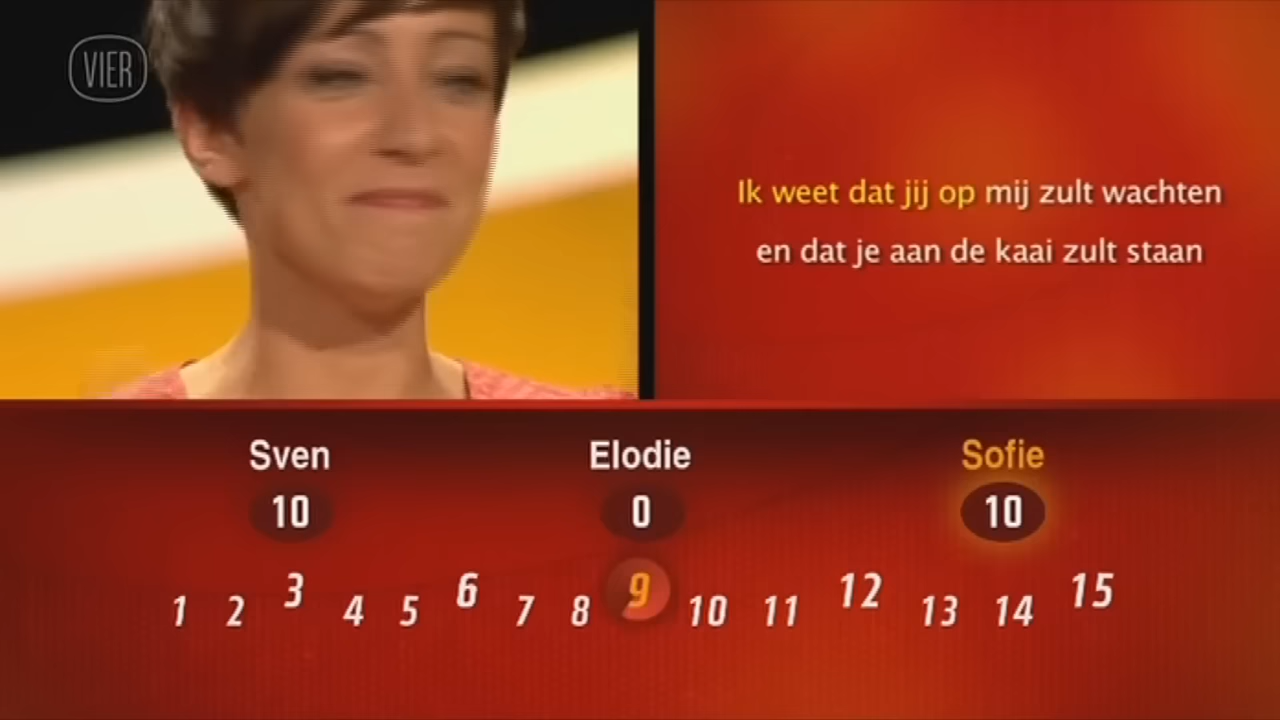 VIER
Ik weet dat jij op mij zult wachten
en dat je aan de kaai zult staan
Sven Elodie Sofie
10 0 10
1 2 3 4 5 6 7 8 9 10 11 12 13 14 15